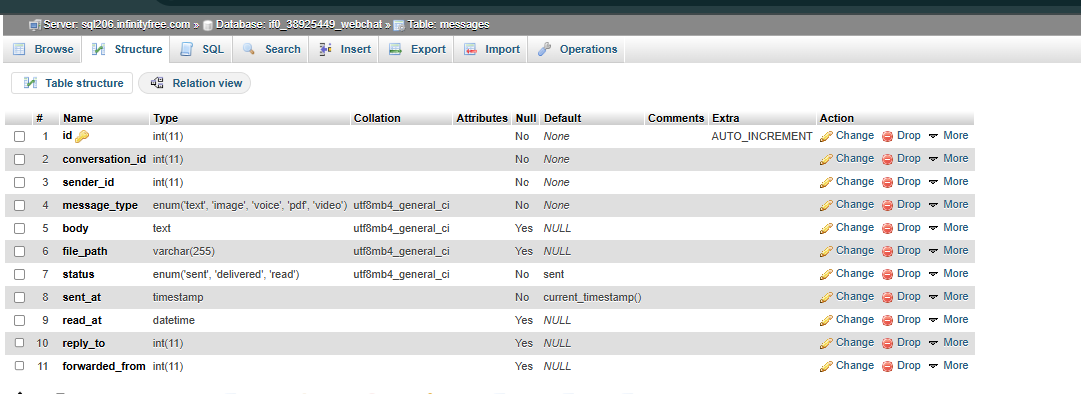 Server: sql206.infinityfree.com » Database: if0_38925449_webchat » Table: messages
Browse Structure SQL Search Insert Export Import Operations
Table structure Relation view
# Name Type Collation Attributes Null Default Comments Extra Action
1 id int(11) No None AUTO_INCREMENT Change Drop More
2 conversation_id int(11) No None Change Drop More
3 sender_id int(11) No None Change Drop More
4 message_type enum('text', 'image', 'voice', 'pdf', 'video') utf8mb4_general_ci No None Change Drop More
5 body text utf8mb4_general_ci Yes NULL Change Drop More
6 file_path varchar(255) utf8mb4_general_ci Yes NULL Change Drop More
7 status enum('sent', 'delivered', 'read') utf8mb4_general_ci No sent Change Drop More
8 sent_at timestamp No current_timestamp() Change Drop More
9 read_at datetime Yes NULL Change Drop More
10 reply_to int(11) Yes NULL Change Drop More
11 forwarded_from int(11) Yes NULL Change Drop More